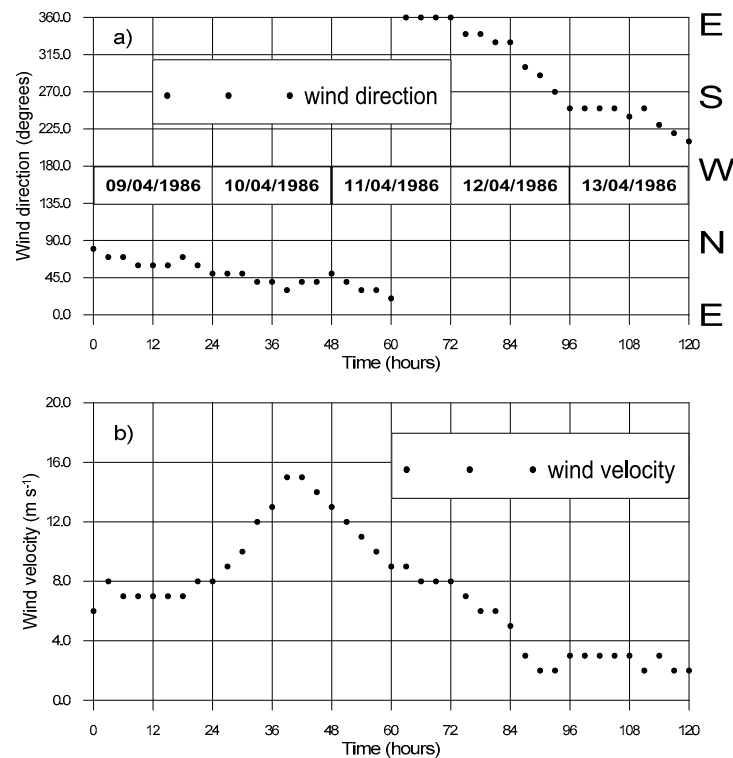 a)
wind direction
Wind direction (degrees)
360.0
315.0
270.0
225.0
180.0
135.0
90.0
45.0
0.0
E
S
W
N
E
09/04/1986 10/04/1986 11/04/1986 12/04/1986 13/04/1986
0 12 24 36 48 60 72 84 96 108 120
Time (hours)
b)
wind velocity
Wind velocity (m s-1)
20.0
16.0
12.0
8.0
4.0
0.0
0 12 24 36 48 60 72 84 96 108 120
Time (hours)